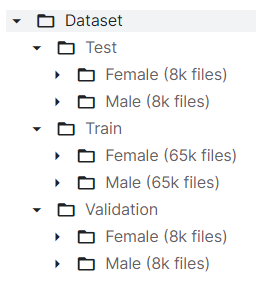 Dataset
Test
Female (8k files)
Male (8k files)
Train
Female (65k files)
Male (65k files)
Validation
Female (8k files)
Male (8k files)